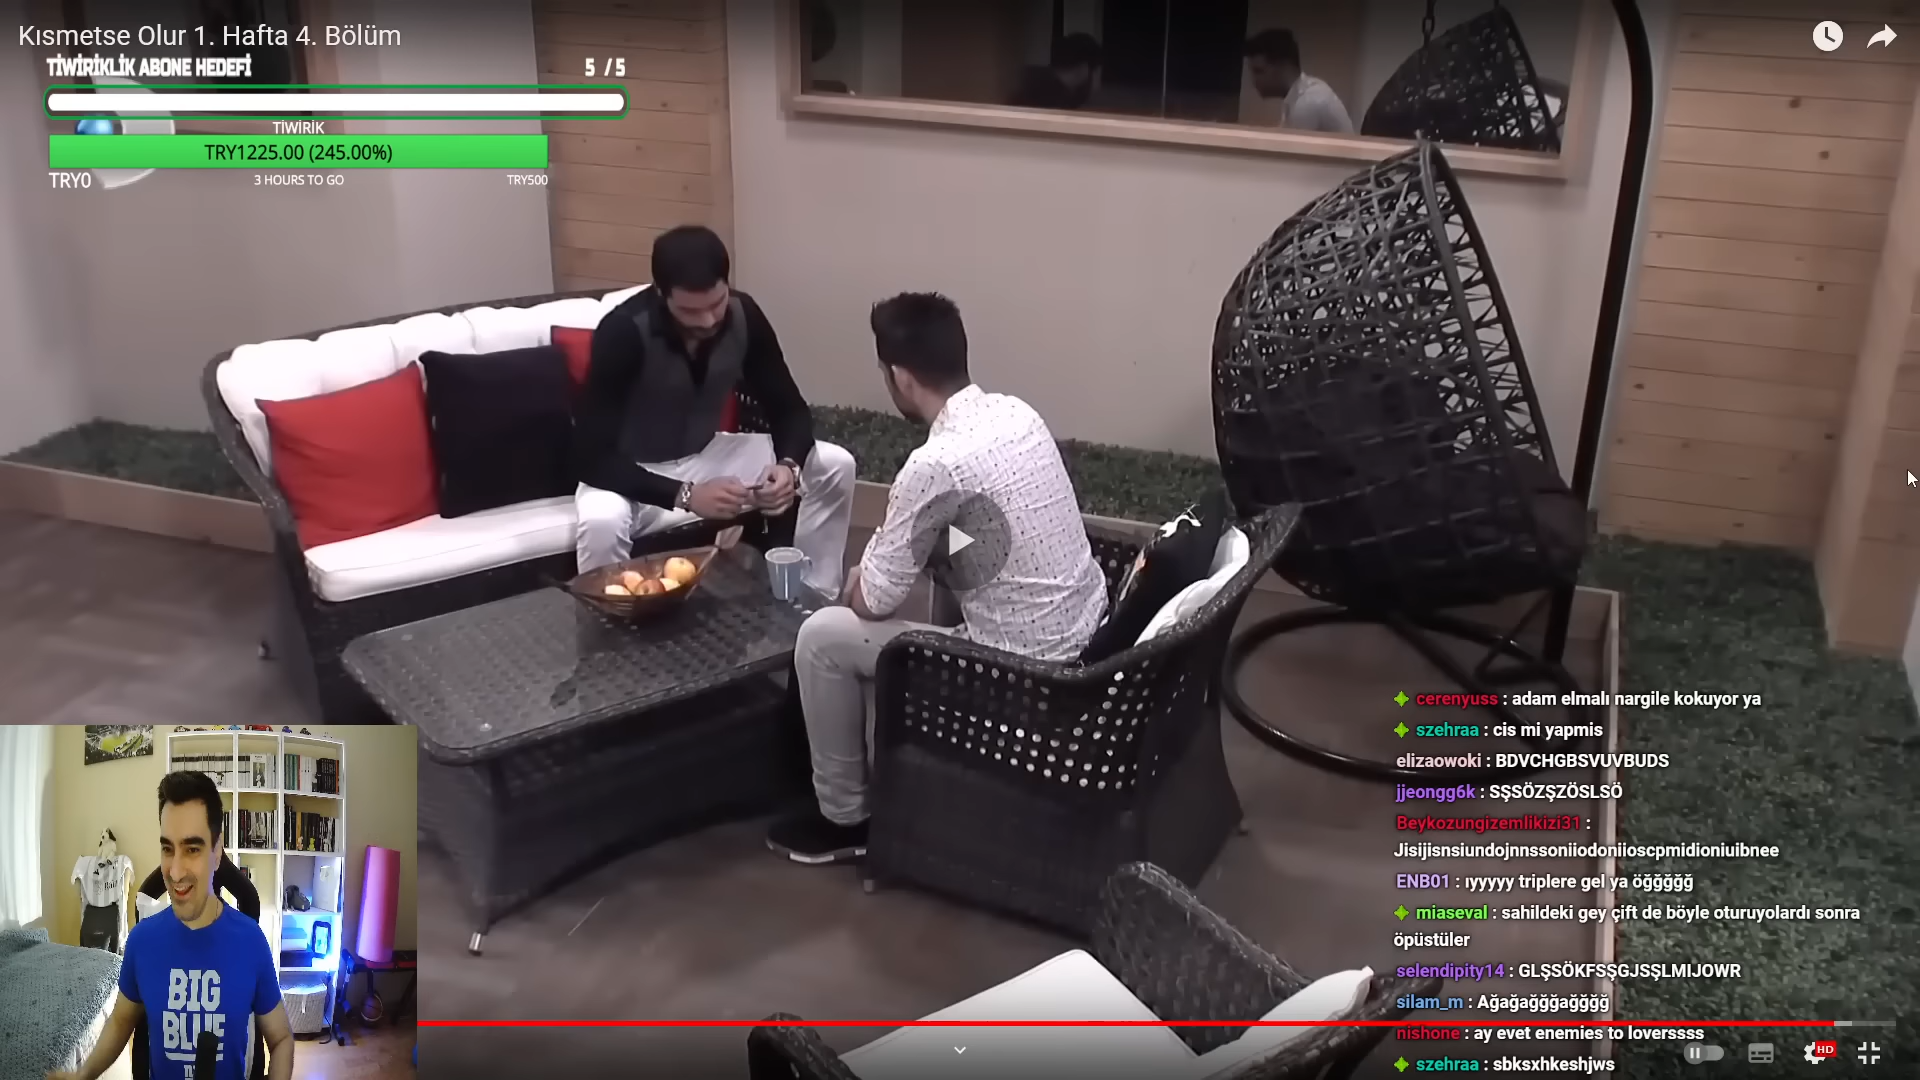 Kısmetse Olur 1. Hafta 4. Bölüm
TİWİRİKLİK ABONE HEDEFİ 5 / 5
TİWİRİK
TRY1225.00 (245.00%)
TRY0 3 HOURS TO GO TRY500
cerenyuss : adam elmalı nargile kokuyor ya
szehraa : cis mi yapmis
elizaowoki : BDVCHGBSVUVBUDS
jjeongg6k : SŞSÖZŞZÖSLSÖ
Beykozungizemlikizi31 :
Jisijisnsiundojnnssoniiodoniioscpmidioniuibnee
ENB01 : ıyyyyy triplere gel ya öğğğğğ
miaseval : sahildeki gey çift de böyle oturuyolardı sonra
öpüstüler
selendipity14 : GLŞSÖKFSŞGJSŞLMIJOWR
silam_m : Ağağağğğağğğğ
nishone : ay evet enemies to loverssss
szehraa : sbksxhkeshjws
HD
BIG
BLUE